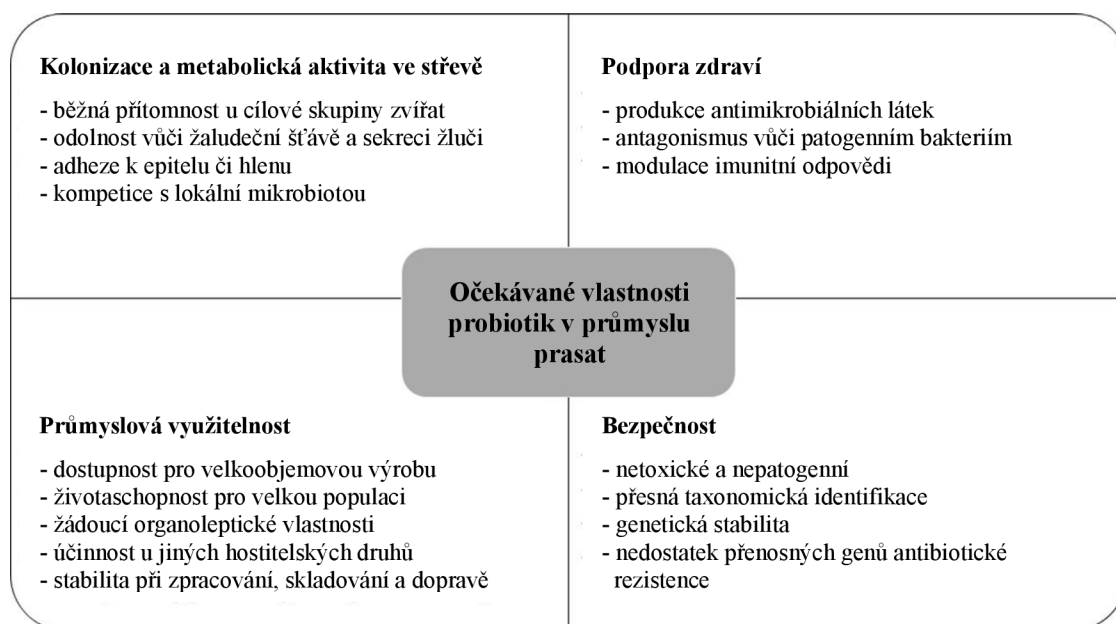 Kolonizace a metabolická aktivita ve střevě
- běžná přítomnost u cílové skupiny zvířat
- odolnost vůči žaludeční šťávě a sekreci žluči
- adheze k epitelu či hlenu
- kompetice s lokální mikrobiotou
Podpora zdraví
- produkce antimikrobiálních látek
- antagonismus vůči patogenním bakteriím
- modulace imunitní odpovědi
Očekávané vlastnosti
probiotik v průmyslu
prasat
Průmyslová využitelnost
- dostupnost pro velkoobjemovou výrobu
- životaschopnost pro velkou populaci
- žádoucí organoleptické vlastnosti
- účinnost u jiných hostitelských druhů
- stabilita při zpracování, skladování a dopravě
Bezpečnost
- netoxické a nepatogenní
- přesná taxonomická identifikace
- genetická stabilita
- nedostatek přenosných genů antibiotické
rezistence